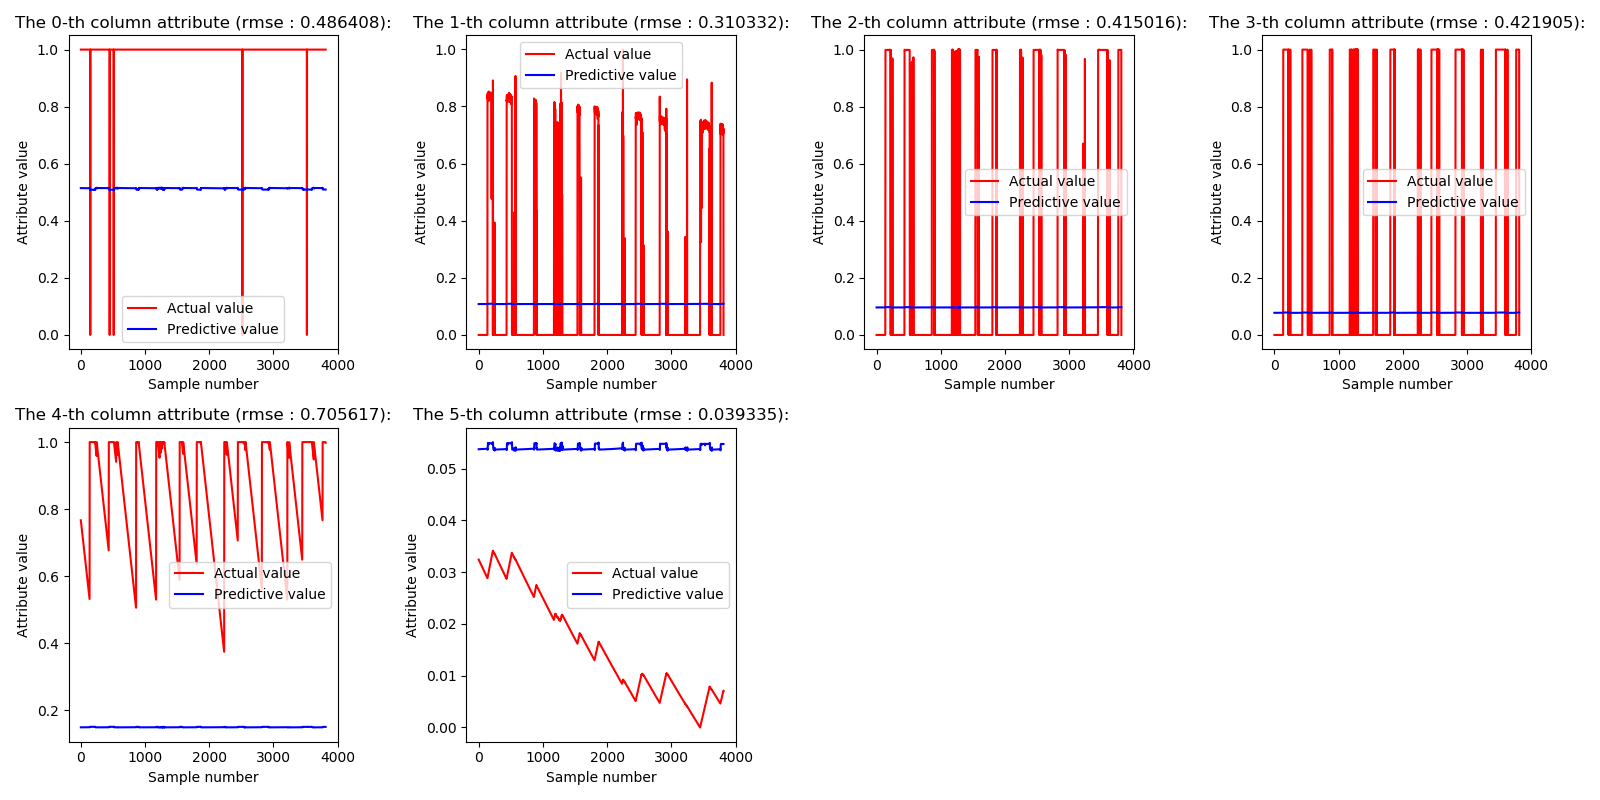 The 0-th column attribute (rmse : 0.486408):
Attribute value
1.0
0.8
0.6
0.4
0.2
0.0
Actual value
Predictive value
0
1000
2000
3000
4000
Sample number
The 1-th column attribute (rmse : 0.310332):
Attribute value
1.0
0.8
0.6
0.4
0.2
0.0
Actual value
Predictive value
0
1000
2000
3000
4000
Sample number
The 2-th column attribute (rmse : 0.415016):
Attribute value
1.0
0.8
0.6
0.4
0.2
0.0
Actual value
Predictive value
0
1000
2000
3000
4000
Sample number
The 3-th column attribute (rmse : 0.421905):
Attribute value
1.0
0.8
0.6
0.4
0.2
0.0
Actual value
Predictive value
0
1000
2000
3000
4000
Sample number
The 4-th column attribute (rmse : 0.705617):
Attribute value
1.0
0.8
0.6
0.4
0.2
Actual value
Predictive value
0
1000
2000
3000
4000
Sample number
The 5-th column attribute (rmse : 0.039335):
Attribute value
0.05
0.04
0.03
0.02
0.01
0.00
Actual value
Predictive value
0
1000
2000
3000
4000
Sample number